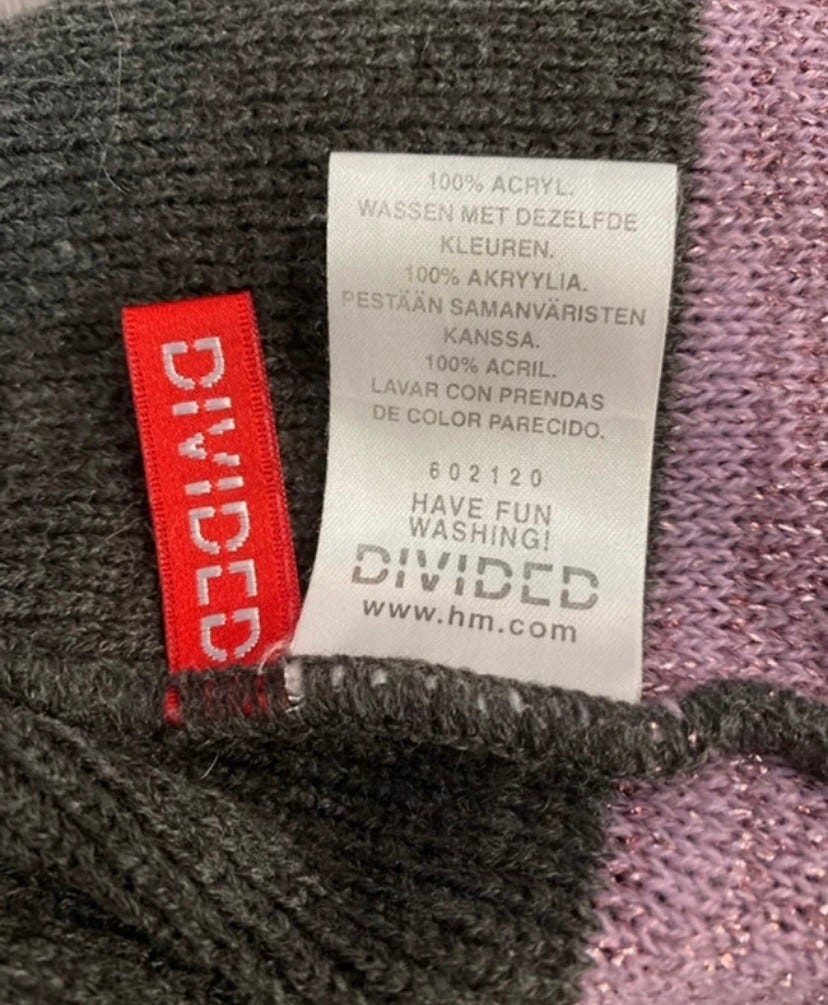 DIVIDED
100% ACRYL.
WASSEN MET DEZELFDE
KLEUREN.
100% AKRYYLIA.
PESTÄÄN SAMANVÄRISTEN
KANSSA.
100% ACRIL.
LAVAR CON PRENDAS
DE COLOR PARECIDO.
602120
HAVE FUN
WASHING!
DIVIDED
www.hm.com